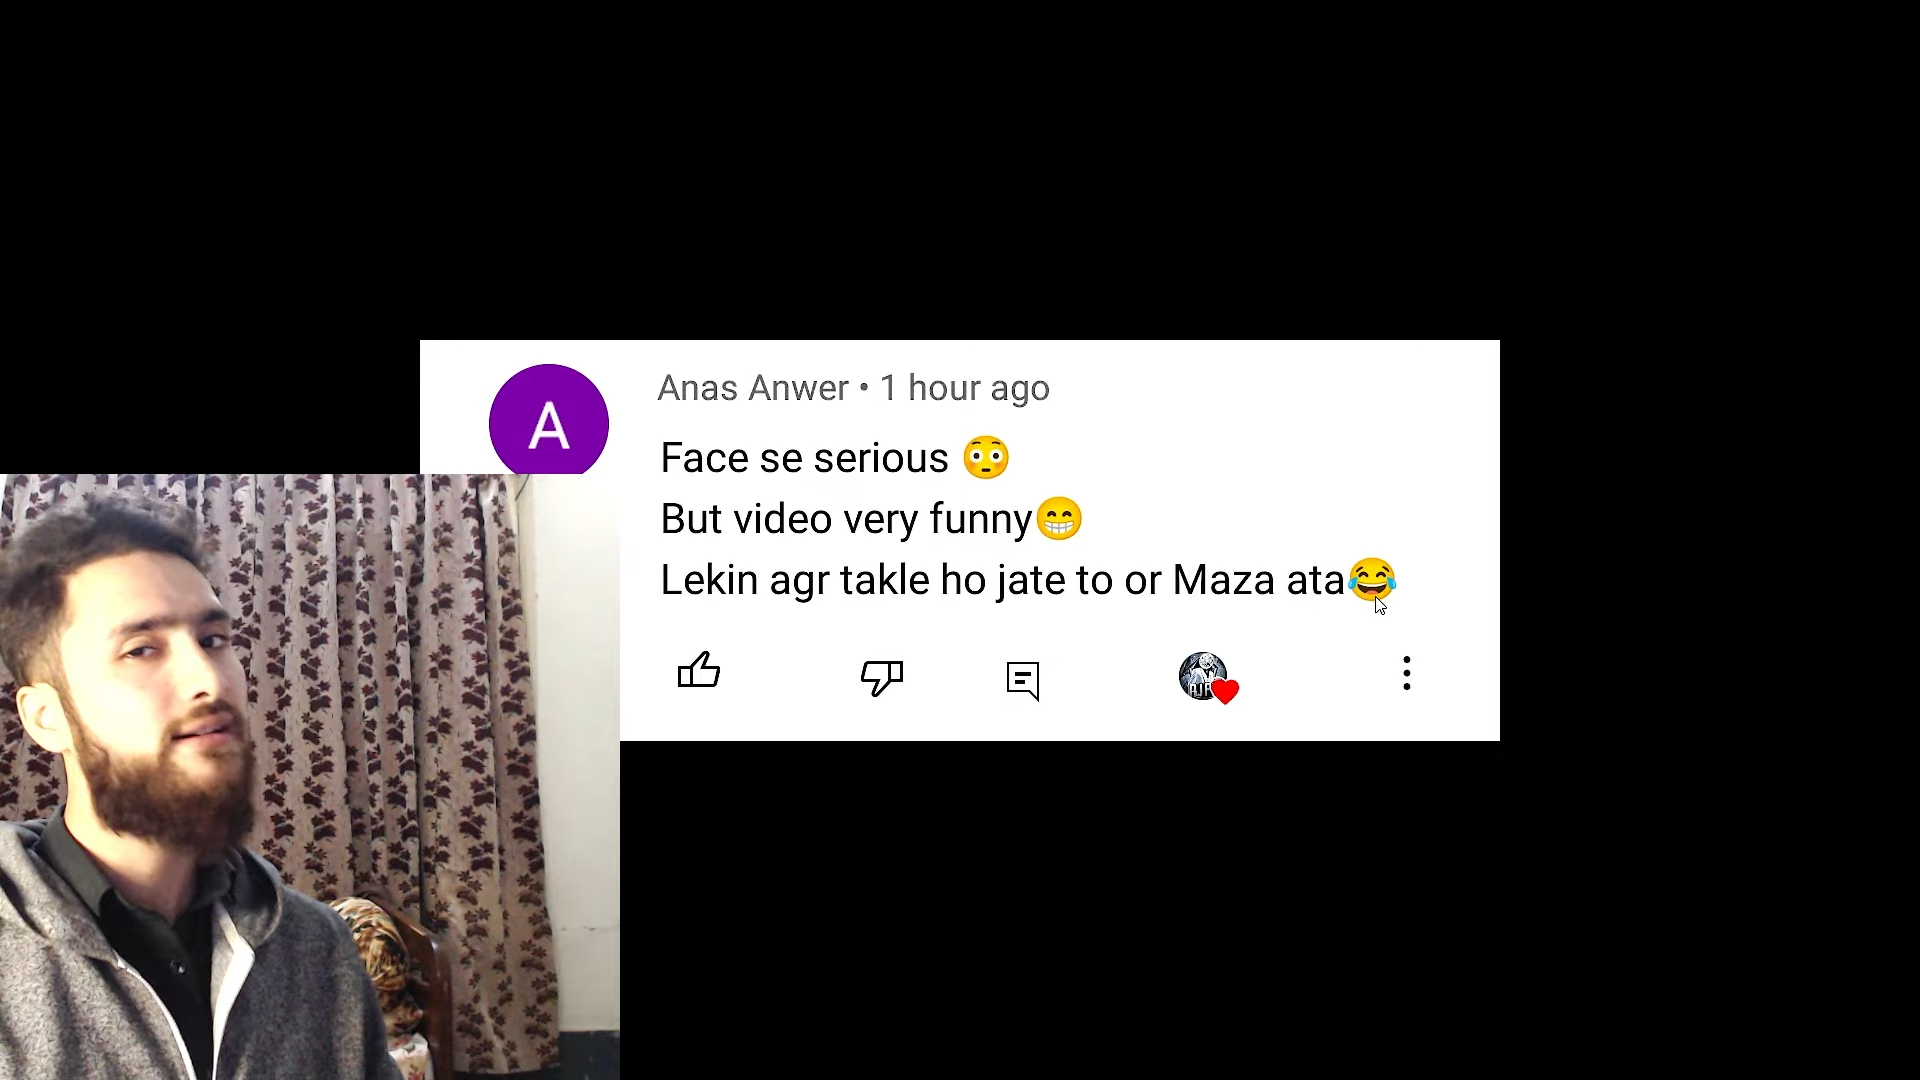 A
Anas Anwer • 1 hour ago
Face se serious 😳
But video very funny😁
Lekin agr takle ho jate to or Maza ata😂